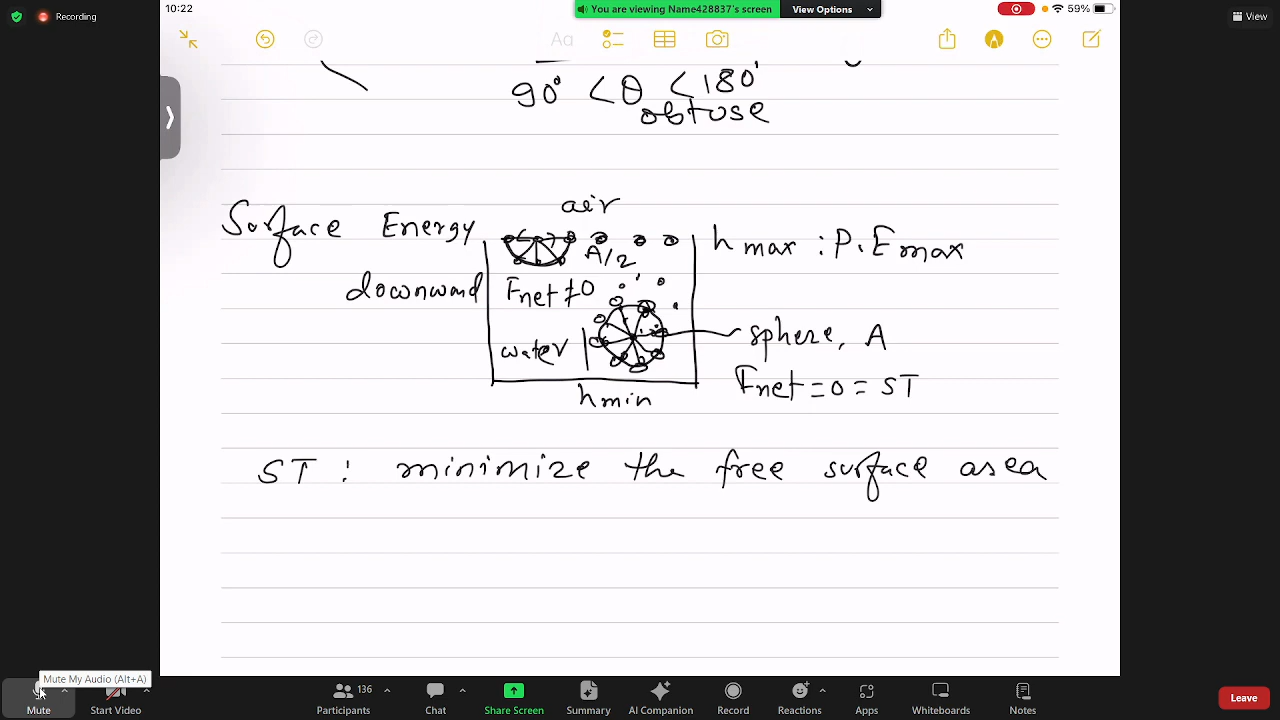 10:22
You are viewing Name428837's screen
View Options
59%
Recording
View
Aa
90° < θ < 180°
obtuse
air
Surface Energy
A/2
h max : P.E max
downward
Fnet ≠ 0
water
sphere, A
Fnet = 0 = ST
h min
ST : minimize the free surface area
Mute My Audio (Alt+A)
Mute
Start Video
136
Participants
Chat
Share Screen
Summary
AI Companion
Record
Reactions
Apps
Whiteboards
Notes
Leave